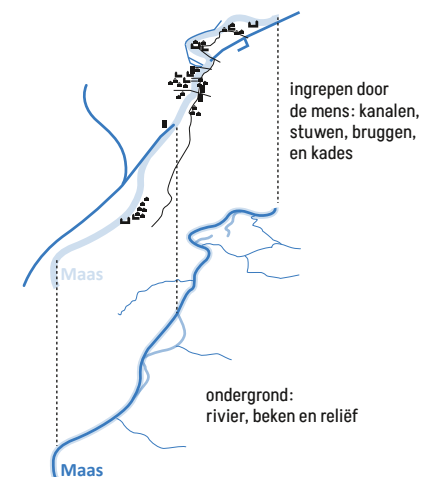 ingrepen door
de mens: kanalen,
stuwen, bruggen,
en kades
Maas
ondergrond:
rivier, beken en reliëf
Maas